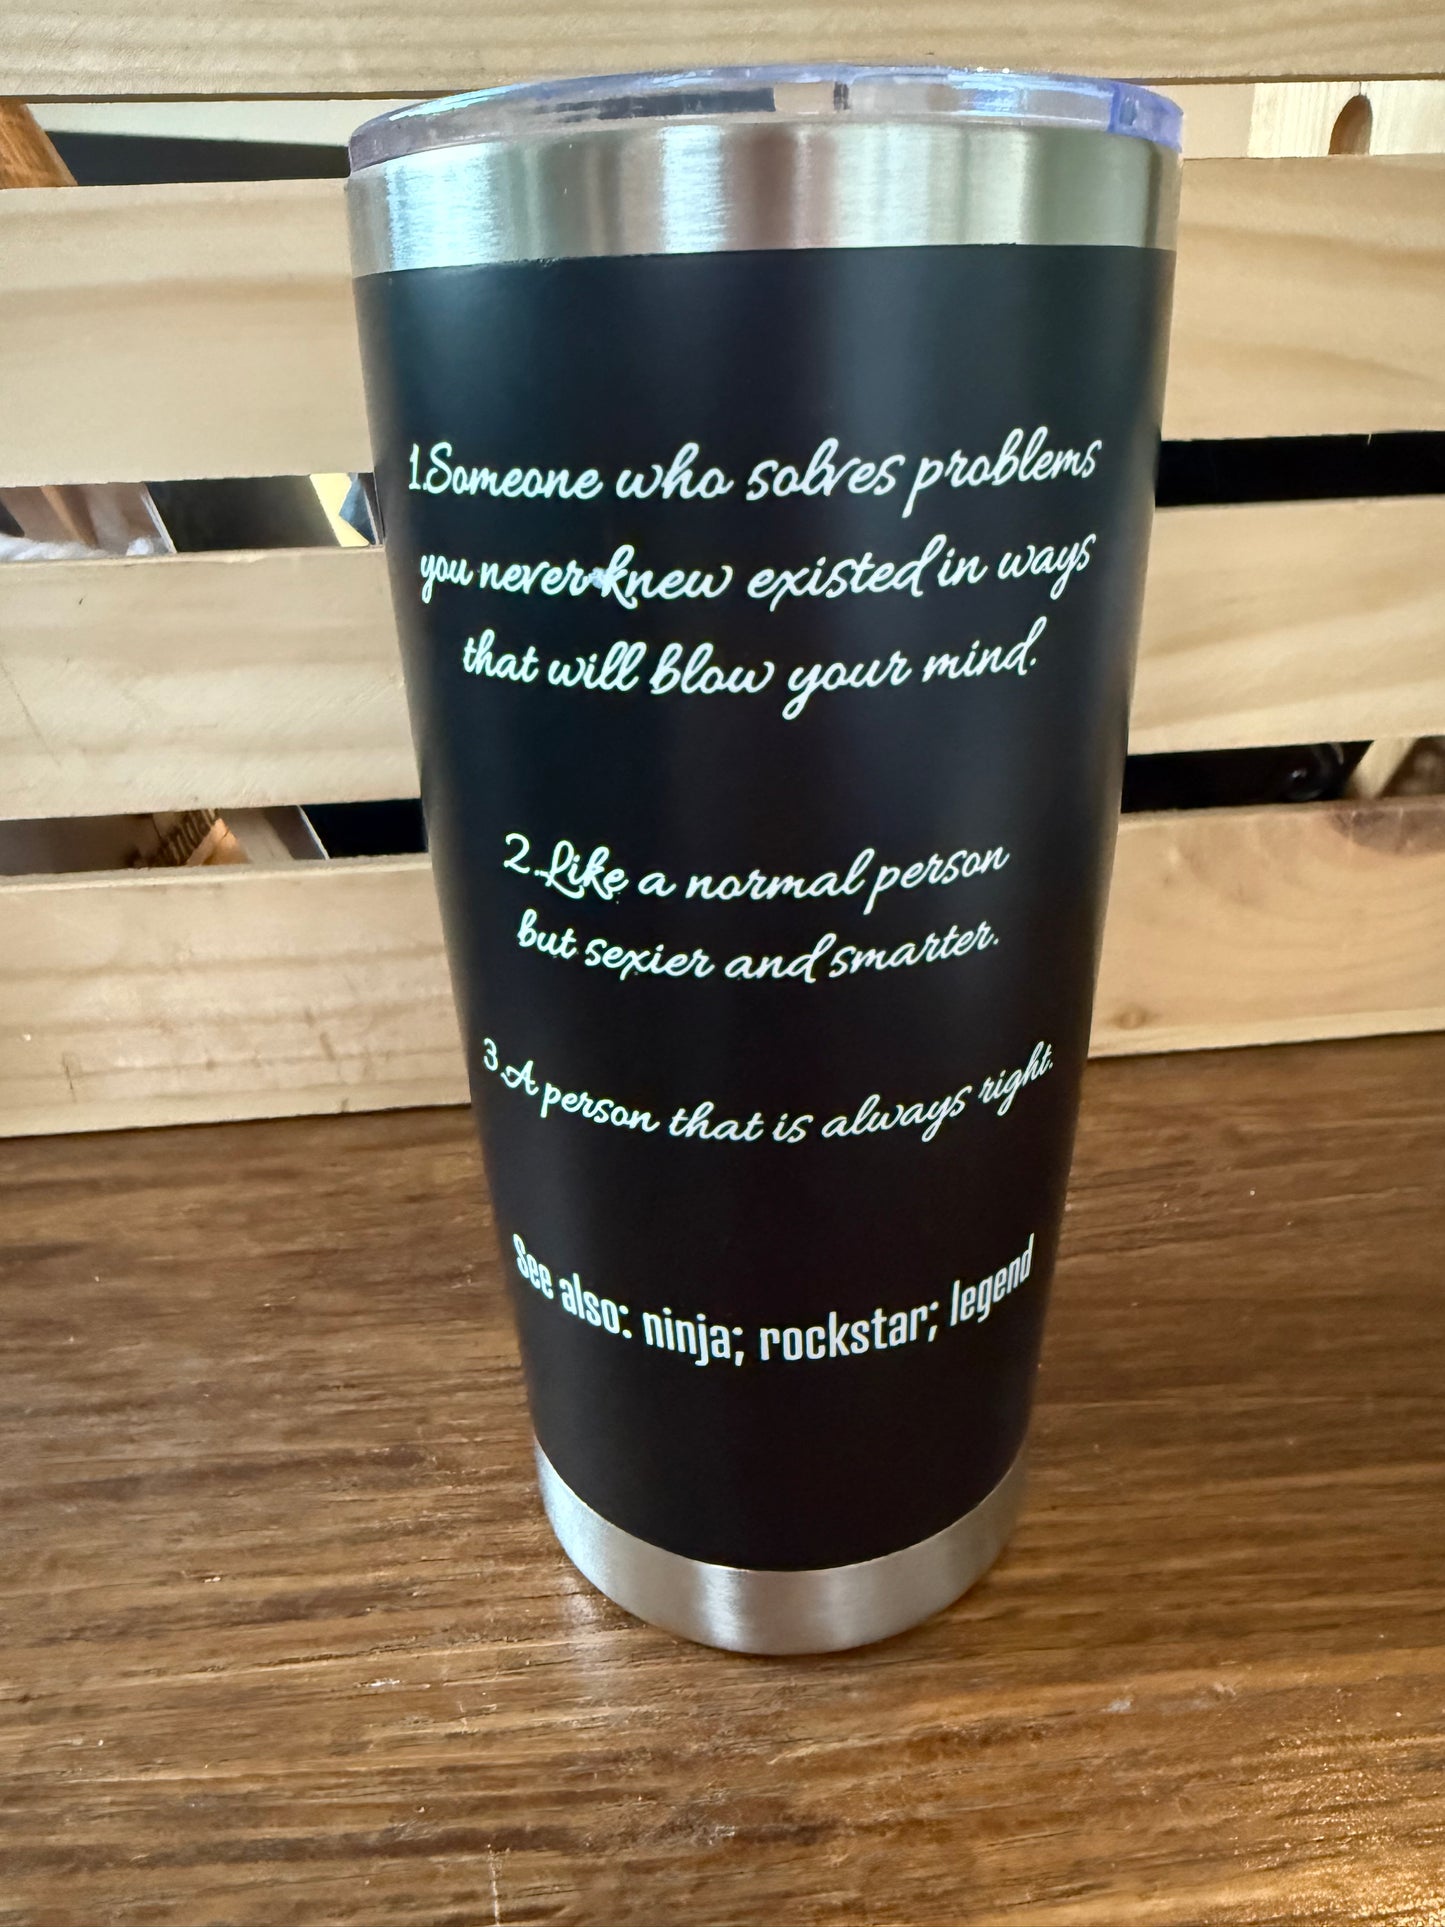 1.Someone who solves problems
you never knew existed in ways
that will blow your mind.
2.Like a normal person
but sexier and smarter.
3.A person that is always right.
See also: ninja; rockstar; legend